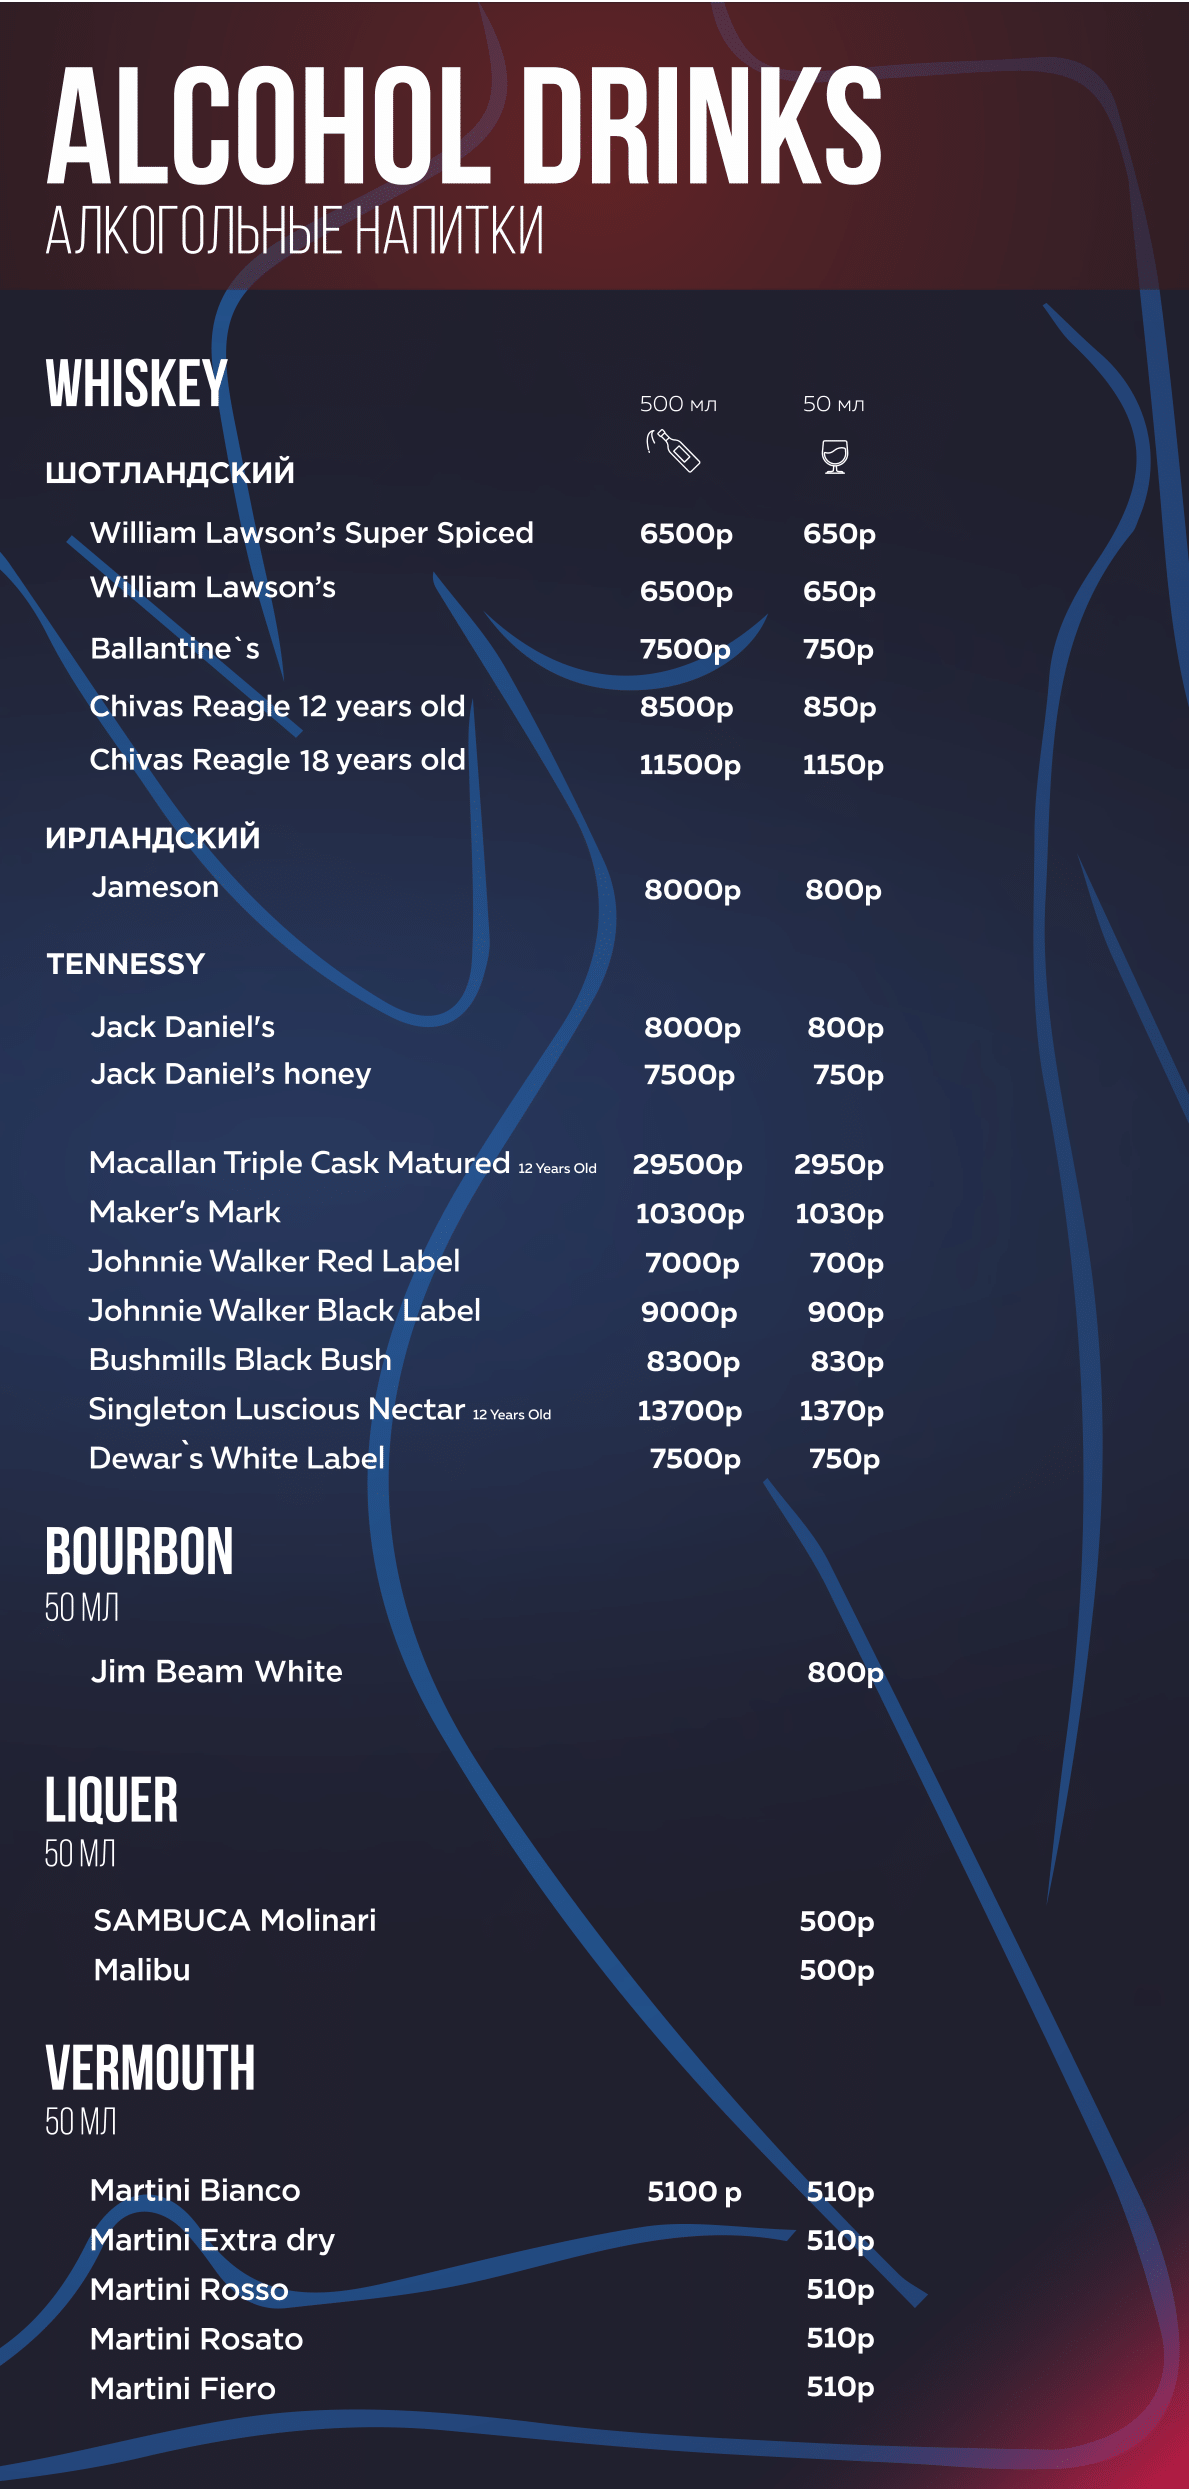 ALCOHOL DRINKS
АЛКОГОЛЬНЫЕ НАПИТКИ
WHISKEY
500 мл 50 мл
ШОТЛАНДСКИЙ
William Lawson’s Super Spiced 6500р 650р
William Lawson’s 6500р 650р
Ballantine`s 7500р 750р
Chivas Reagle 12 years old 8500р 850р
Chivas Reagle 18 years old 11500р 1150р
ИРЛАНДСКИЙ
Jameson 8000р 800р
TENNESSY
Jack Daniel's 8000р 800р
Jack Daniel’s honey 7500р 750р
Macallan Triple Cask Matured 12 Years Old 29500р 2950р
Maker’s Mark 10300р 1030р
Johnnie Walker Red Label 7000р 700р
Johnnie Walker Black Label 9000р 900р
Bushmills Black Bush 8300р 830р
Singleton Luscious Nectar 12 Years Old 13700р 1370р
Dewar`s White Label 7500р 750р
BOURBON
50 МЛ
Jim Beam White 800р
LIQUER
50 МЛ
SAMBUCA Molinari 500р
Malibu 500р
VERMOUTH
50 МЛ
Martini Bianco 5100 р 510р
Martini Extra dry 510р
Martini Rosso 510р
Martini Rosato 510р
Martini Fiero 510р